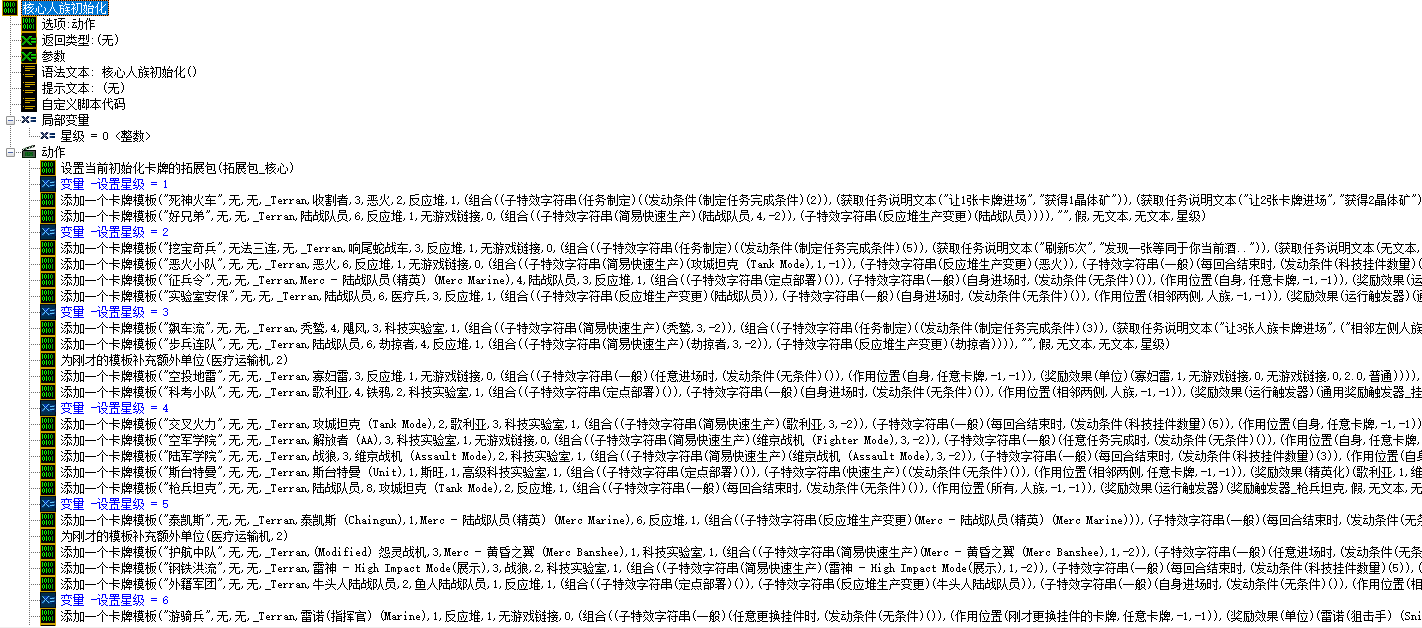 核心人族初始化
选项:动作
返回类型:(无)
参数
语法文本: 核心人族初始化()
提示文本: (无)
自定义脚本代码
局部变量
星级 = 0 <整数>
动作
设置当前初始化卡牌的拓展包(拓展包_核心)
变量 -设置星级 = 1
添加一个卡牌模板("死神火车",无,无,_Terran,收割者,3,恶火,2,反应堆,1,(组合((子特效字符串(任务制定)((发动条件(制定任务完成条件)(2)),(获取任务说明文本("让1张卡牌进场","获得1晶体矿")),(获取任务说明文本("让2张卡牌进场","获得2晶体矿")
添加一个卡牌模板("好兄弟",无,无,_Terran,陆战队员,6,反应堆,1,无游戏链接,0,(组合((子特效字符串(简易快速生产)(陆战队员,4,-2)),(子特效字符串(反应堆生产变更)(陆战队员)))),"",假,无文本,无文本,星级)
变量 -设置星级 = 2
添加一个卡牌模板("挖宝奇兵",无法三连,无,_Terran,响尾蛇战车,3,反应堆,1,无游戏链接,0,(组合((子特效字符串(任务制定)((发动条件(制定任务完成条件)(5)),(获取任务说明文本("刷新5次","发现一张等同于你当前酒..")),(获取任务说明文本(无文本,
添加一个卡牌模板("恶火小队",无,无,_Terran,恶火,6,反应堆,1,无游戏链接,0,(组合((子特效字符串(简易快速生产)(攻城坦克 (Tank Mode),1,-1)),(子特效字符串(反应堆生产变更)(恶火)),(子特效字符串(一般)(每回合结束时,(发动条件(科技挂件数量)(
添加一个卡牌模板("征兵令",无,无,_Terran,Merc - 陆战队员(精英) (Merc Marine),4,陆战队员,3,反应堆,1,(组合((子特效字符串(定点部署)()),(子特效字符串(一般)(自身进场时,(发动条件(无条件)()),(作用位置(自身,任意卡牌,-1,-1)),(奖励效果(运
添加一个卡牌模板("实验室安保",无,无,_Terran,陆战队员,6,医疗兵,3,反应堆,1,(组合((子特效字符串(反应堆生产变更)(陆战队员)),(子特效字符串(一般)(自身进场时,(发动条件(无条件)()),(作用位置(相邻两侧,人族,-1,-1)),(奖励效果(运行触发器)(通
变量 -设置星级 = 3
添加一个卡牌模板("飙车流",无,无,_Terran,秃鹫,4,飓风,3,科技实验室,1,(组合((子特效字符串(简易快速生产)(秃鹫,3,-2)),(组合((子特效字符串(任务制定)((发动条件(制定任务完成条件)(3)),(获取任务说明文本("让3张人族卡牌进场",("相邻左侧人族
添加一个卡牌模板("步兵连队",无,无,_Terran,陆战队员,6,劫掠者,4,反应堆,1,(组合((子特效字符串(简易快速生产)(劫掠者,3,-2)),(子特效字符串(反应堆生产变更)(劫掠者)))),"",假,无文本,无文本,星级)
为刚才的模板补充额外单位(医疗运输机,2)
添加一个卡牌模板("空投地雷",无,无,_Terran,寡妇雷,3,反应堆,1,无游戏链接,0,(组合((子特效字符串(一般)(任意进场时,(发动条件(无条件)()),(作用位置(自身,任意卡牌,-1,-1)),(奖励效果(单位)(寡妇雷,1,无游戏链接,0,无游戏链接,0,2.0,普通)))),
添加一个卡牌模板("科考小队",无,无,_Terran,歌利亚,4,铁鸦,2,科技实验室,1,(组合((子特效字符串(定点部署)()),(子特效字符串(一般)(自身进场时,(发动条件(无条件)()),(作用位置(相邻两侧,人族,-1,-1)),(奖励效果(运行触发器)(通用奖励触发器_挂
变量 -设置星级 = 4
添加一个卡牌模板("交叉火力",无,无,_Terran,攻城坦克 (Tank Mode),2,歌利亚,3,科技实验室,1,(组合((子特效字符串(简易快速生产)(歌利亚,3,-2)),(子特效字符串(一般)(每回合结束时,(发动条件(科技挂件数量)(5)),(作用位置(自身,任意卡牌,-1,-1)
添加一个卡牌模板("空军学院",无,无,_Terran,解放者 (AA),3,科技实验室,1,无游戏链接,0,(组合((子特效字符串(简易快速生产)(维京战机 (Fighter Mode),3,-2)),(子特效字符串(一般)(任意任务完成时,(发动条件(无条件)()),(作用位置(自身,任意卡牌,
添加一个卡牌模板("陆军学院",无,无,_Terran,战狼,3,维京战机 (Assault Mode),2,科技实验室,1,(组合((子特效字符串(简易快速生产)(维京战机 (Assault Mode),3,-2)),(子特效字符串(一般)(每回合结束时,(发动条件(科技挂件数量)(3)),(作用位置(自
添加一个卡牌模板("斯台特曼",无,无,_Terran,斯台特曼 (Unit),1,斯旺,1,高级科技实验室,1,(组合((子特效字符串(定点部署)()),(子特效字符串(快速生产)((发动条件(无条件)()),(作用位置(相邻两侧,任意卡牌,-1,-1)),(奖励效果(精英化)(歌利亚,1,维
添加一个卡牌模板("枪兵坦克",无,无,_Terran,陆战队员,8,攻城坦克 (Tank Mode),2,反应堆,1,(组合((子特效字符串(一般)(每回合结束时,(发动条件(无条件)()),(作用位置(所有,人族,-1,-1)),(奖励效果(运行触发器)(奖励触发器_枪兵坦克,假,无文本,无
变量 -设置星级 = 5
添加一个卡牌模板("泰凯斯",无,无,_Terran,泰凯斯 (Chaingun),1,Merc - 陆战队员(精英) (Merc Marine),6,反应堆,1,(组合((子特效字符串(反应堆生产变更)(Merc - 陆战队员(精英) (Merc Marine))),(子特效字符串(一般)(每回合结束时,(发动条件(无
为刚才的模板补充额外单位(医疗运输机,2)
添加一个卡牌模板("护航中队",无,无,_Terran,(Modified) 怨灵战机,3,Merc - 黄昏之翼 (Merc Banshee),1,科技实验室,1,(组合((子特效字符串(简易快速生产)(Merc - 黄昏之翼 (Merc Banshee),1,-2)),(子特效字符串(一般)(任意进场时,(发动条件(无条
添加一个卡牌模板("钢铁洪流",无,无,_Terran,雷神 - High Impact Mode(展示),3,战狼,2,科技实验室,1,(组合((子特效字符串(简易快速生产)(雷神 - High Impact Mode(展示),1,-2)),(子特效字符串(一般)(每回合结束时,(发动条件(科技挂件数量)(5)),(
添加一个卡牌模板("外籍军团",无,无,_Terran,牛头人陆战队员,2,鱼人陆战队员,1,反应堆,1,(组合((子特效字符串(定点部署)()),(子特效字符串(反应堆生产变更)(牛头人陆战队员)),(子特效字符串(一般)(自身进场时,(发动条件(无条件)()),(作用位置(相
变量 -设置星级 = 6
添加一个卡牌模板("游骑兵",无,无,_Terran,雷诺(指挥官) (Marine),1,反应堆,1,无游戏链接,0,(组合((子特效字符串(一般)(任意更换挂件时,(发动条件(无条件)()),(作用位置(刚才更换挂件的卡牌,任意卡牌,-1,-1)),(奖励效果(单位)(雷诺(狙击手) (Sni